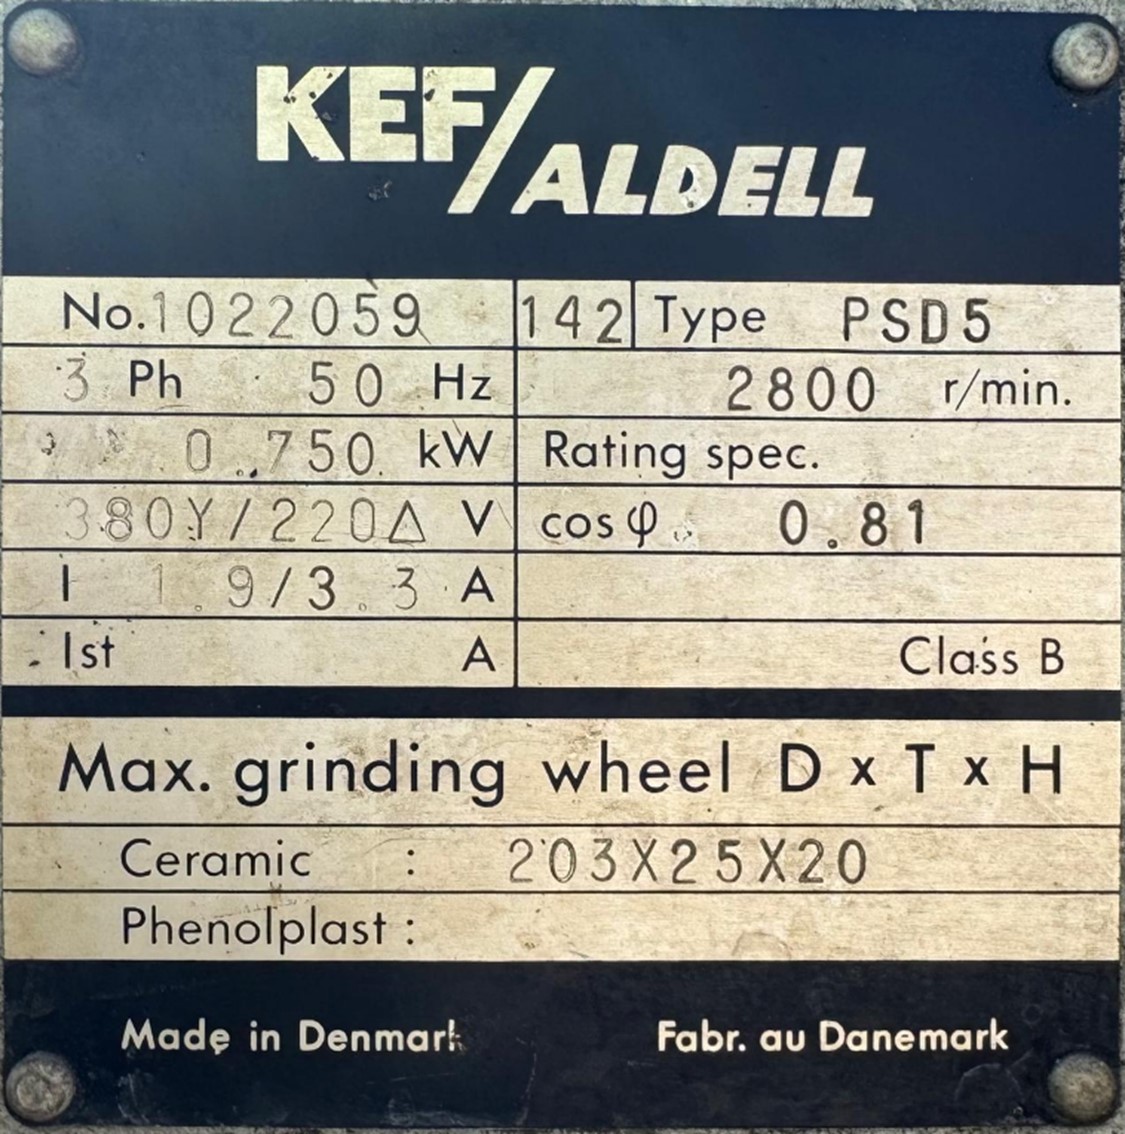 KEF/ALDELL
No. 1022059 142 Type PSD5
3 Ph 50 Hz 2800 r/min.
0.750 kW Rating spec.
380Y/220Δ V cos φ 0.81
I 1.9/3.3 A
Ist A Class B
Max. grinding wheel D x T x H
Ceramic : 203X25X20
Phenolplast :
Made in Denmark Fabr. au Danemark